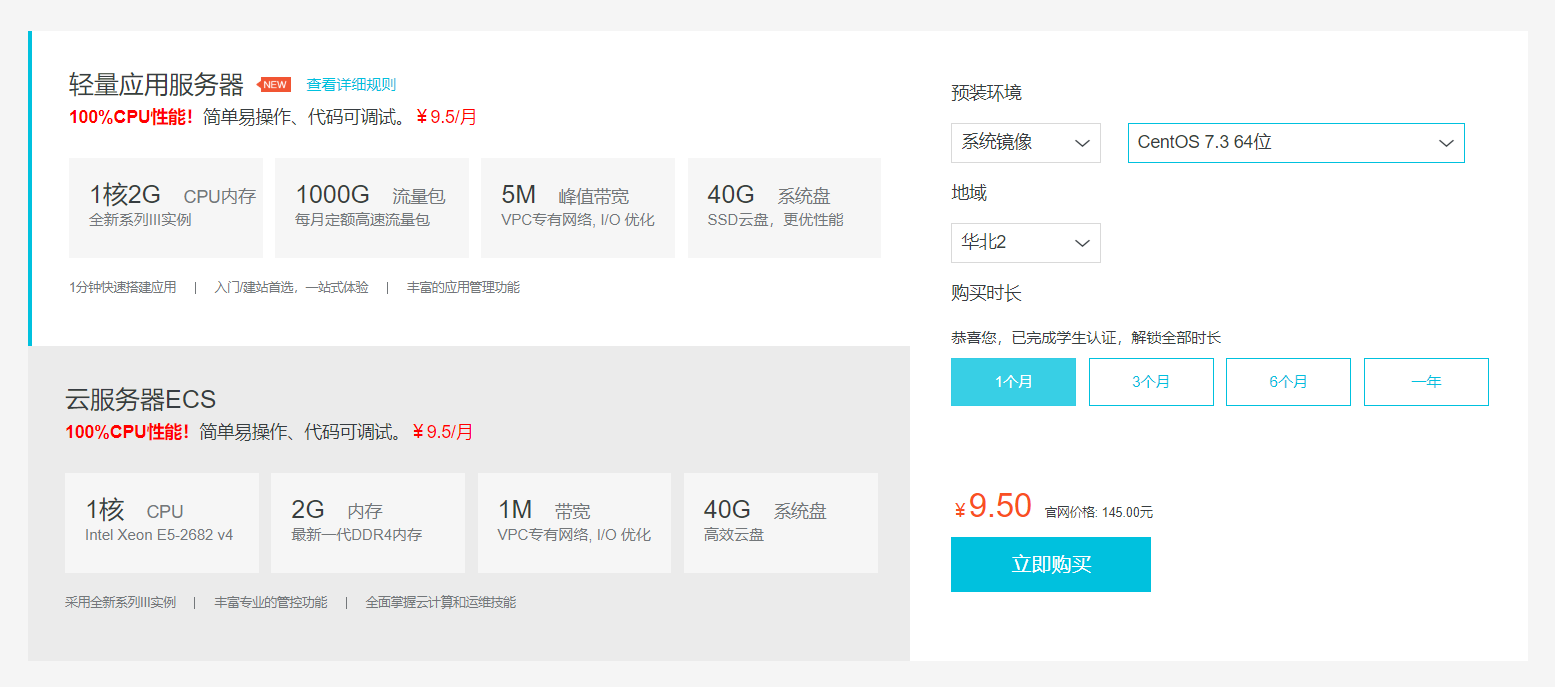 轻量应用服务器 NEW 查看详细规则
100%CPU性能！简单易操作、代码可调试。￥9.5/月
1核2G CPU内存
全新系列III实例
1000G 流量包
每月定额高速流量包
5M 峰值带宽
VPC专有网络, I/O 优化
40G 系统盘
SSD云盘，更优性能
1分钟快速搭建应用 | 入门/建站首选，一站式体验 | 丰富的应用管理功能
云服务器ECS
100%CPU性能！简单易操作、代码可调试。￥9.5/月
1核 CPU
Intel Xeon E5-2682 v4
2G 内存
最新一代DDR4内存
1M 带宽
VPC专有网络, I/O 优化
40G 系统盘
高效云盘
采用全新系列III实例 | 丰富专业的管控功能 | 全面掌握云计算和运维技能
预装环境
系统镜像 CentOS 7.3 64位
地域
华北2
购买时长
恭喜您，已完成学生认证，解锁全部时长
1个月 3个月 6个月 一年
￥9.50 官网价格: 145.00元
立即购买